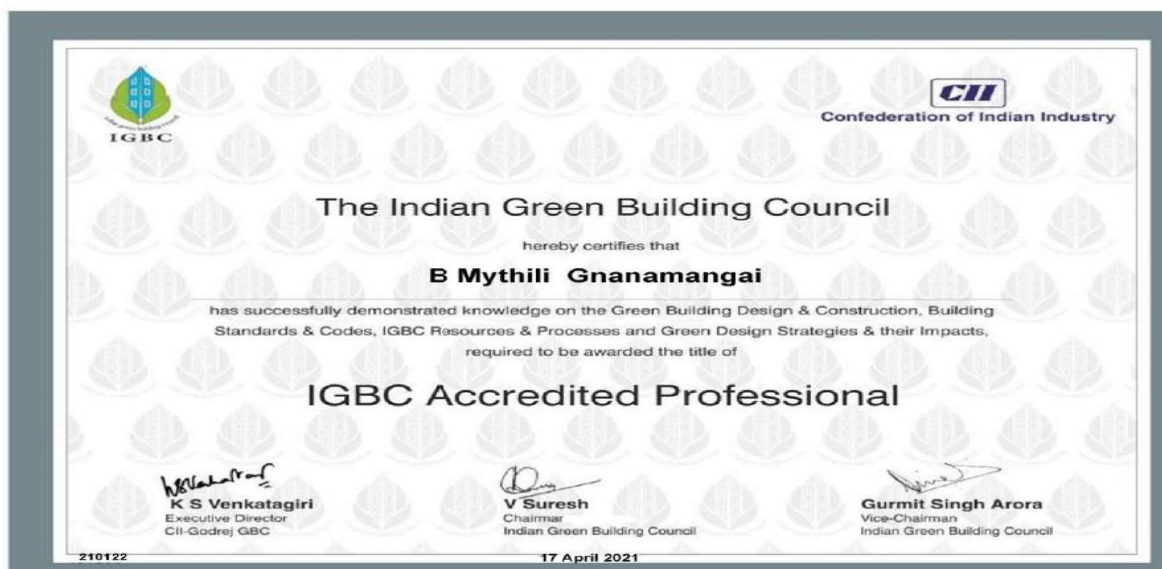 IGBC
CII
Confederation of Indian Industry
The Indian Green Building Council
hereby certifies that
B Mythili Gnanamangai
has successfully demonstrated knowledge on the Green Building Design & Construction, Building
Standards & Codes, IGBC Resources & Processes and Green Design Strategies & their Impacts,
required to be awarded the title of
IGBC Accredited Professional
K S Venkatagiri
Executive Director
CII-Godrej GBC
V Suresh
Chairmar
Indian Green Building Council
Gurmit Singh Arora
Vice-Chairman
Indian Green Building Council
210122
17 April 2021